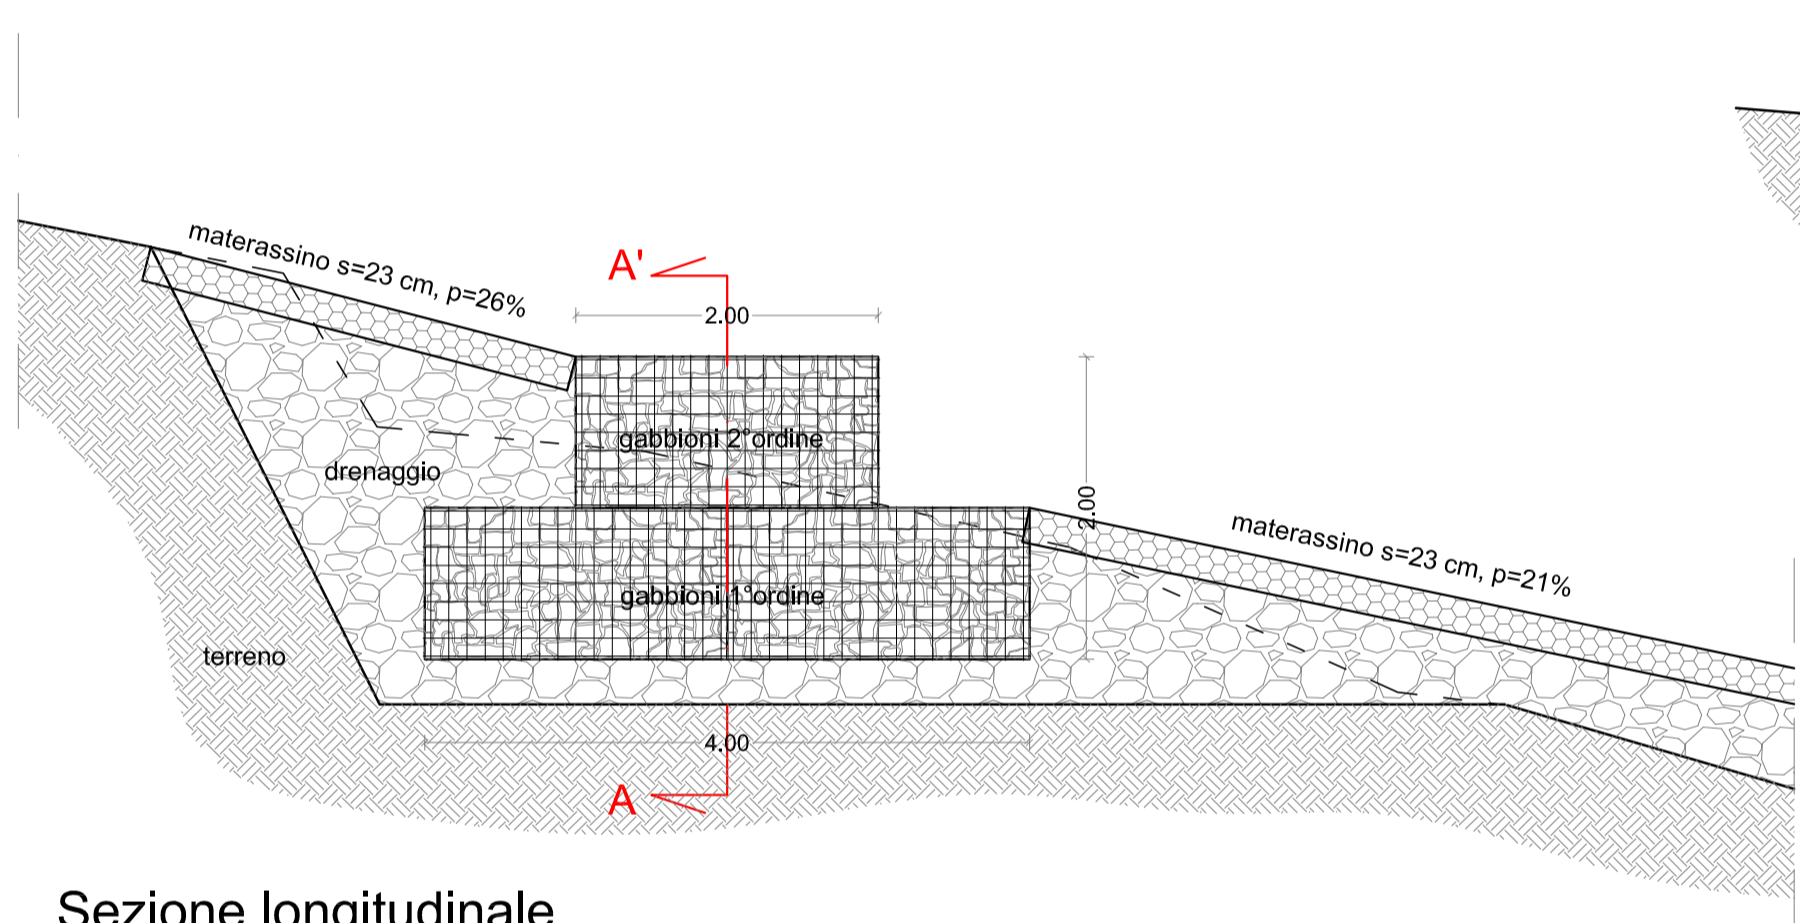 materassino s=23 cm, p=26%
A'
2.00
gabbioni 2°ordine
drenaggio
2.00
materassino s=23 cm, p=21%
gabbioni 1°ordine
terreno
4.00
A
Sezione longitudinale